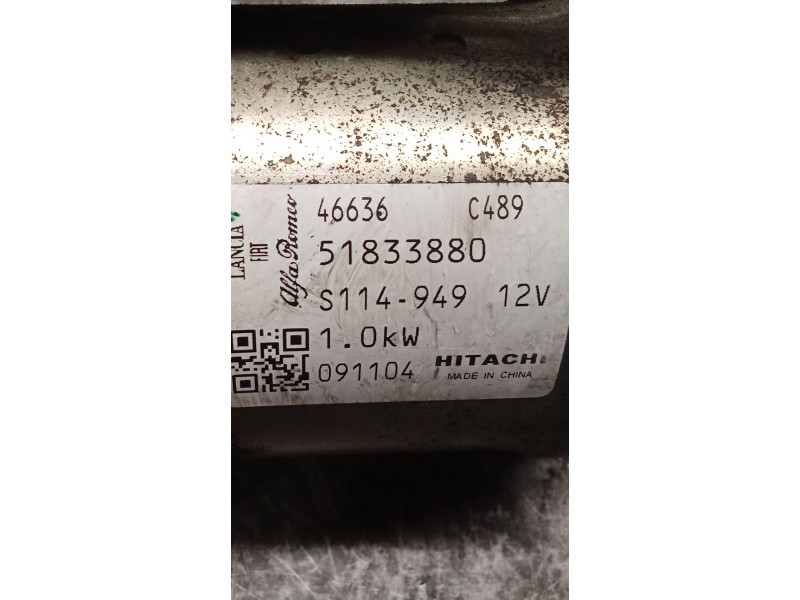 LANCIA
FIAT
Alfa Romeo
46636 C489
51833880
S114-949 12V
1.0kW
091104 HITACHI
MADE IN CHINA